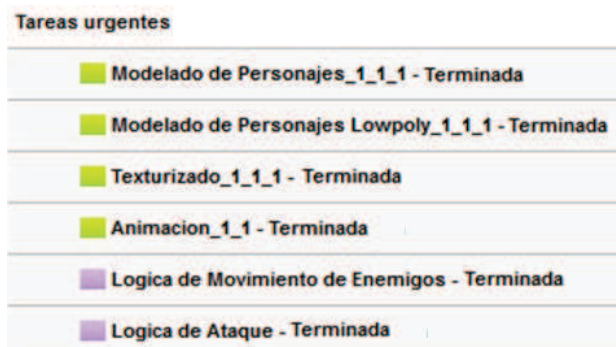 Tareas urgentes
Modelado de Personajes_1_1_1 - Terminada
Modelado de Personajes Lowpoly_1_1_1 - Terminada
Texturizado_1_1_1 - Terminada
Animacion_1_1 - Terminada
Logica de Movimiento de Enemigos - Terminada
Logica de Ataque - Terminada